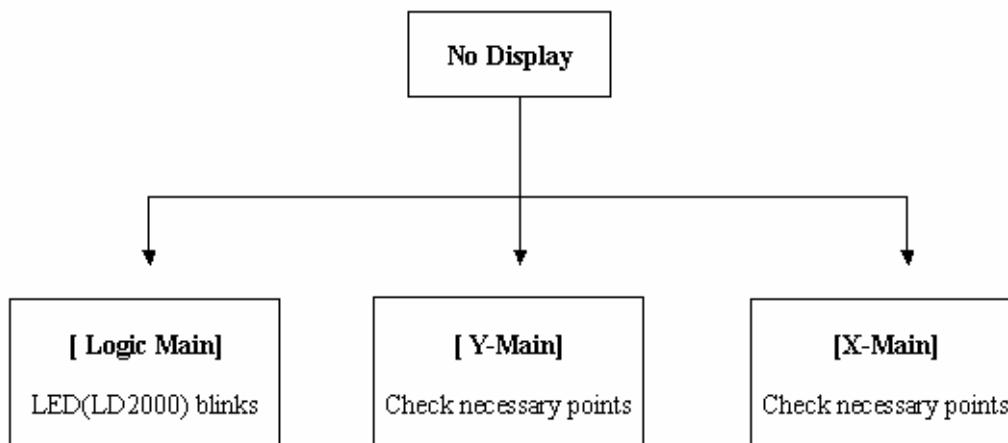 No Display
[ Logic Main]
LED(LD2000) blinks
[ Y-Main]
Check necessary points
[X-Main]
Check necessary points